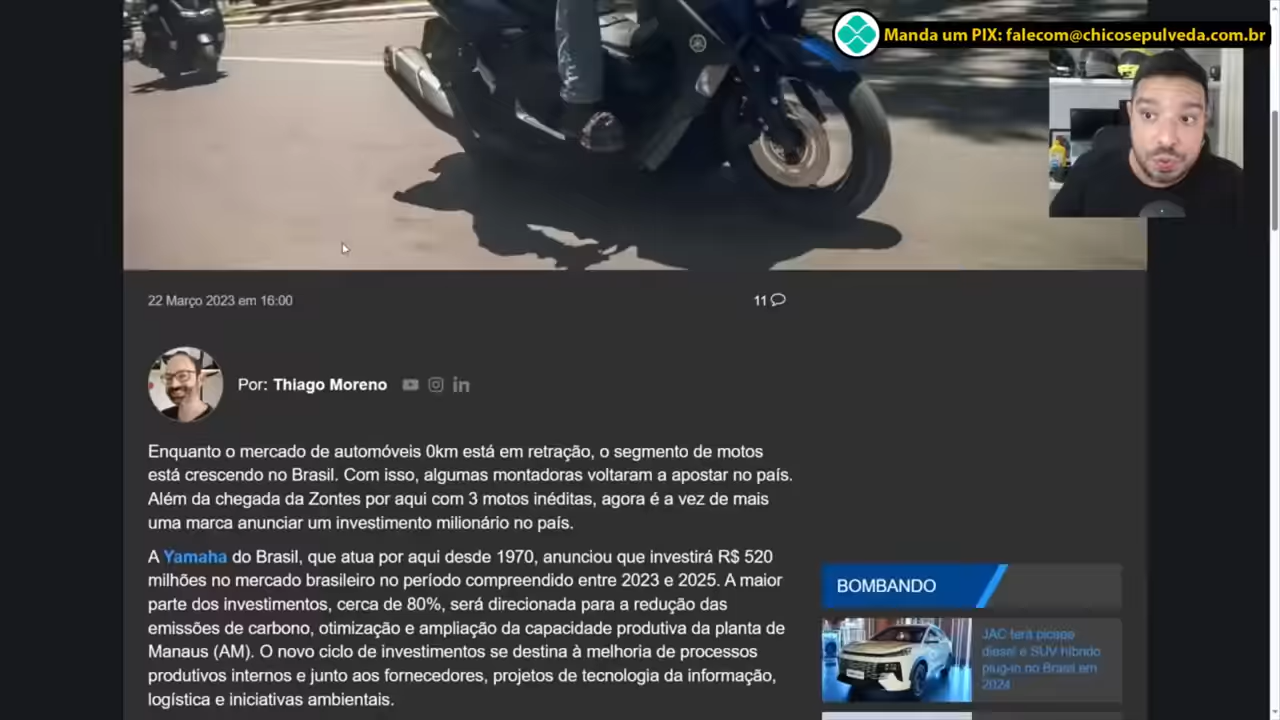 Manda um PIX: falecom@chicosepulveda.com.br
22 Março 2023 em 16:00
11
Por: Thiago Moreno
Enquanto o mercado de automóveis 0km está em retração, o segmento de motos
está crescendo no Brasil. Com isso, algumas montadoras voltaram a apostar no país.
Além da chegada da Zontes por aqui com 3 motos inéditas, agora é a vez de mais
uma marca anunciar um investimento milionário no país.
A Yamaha do Brasil, que atua por aqui desde 1970, anunciou que investirá R$ 520
milhões no mercado brasileiro no período compreendido entre 2023 e 2025. A maior
parte dos investimentos, cerca de 80%, será direcionada para a redução das
emissões de carbono, otimização e ampliação da capacidade produtiva da planta de
Manaus (AM). O novo ciclo de investimentos se destina à melhoria de processos
produtivos internos e junto aos fornecedores, projetos de tecnologia da informação,
logística e iniciativas ambientais.
BOMBANDO
JAC terá picape
diesel e SUV híbrido
plug-in no Brasil em
2024